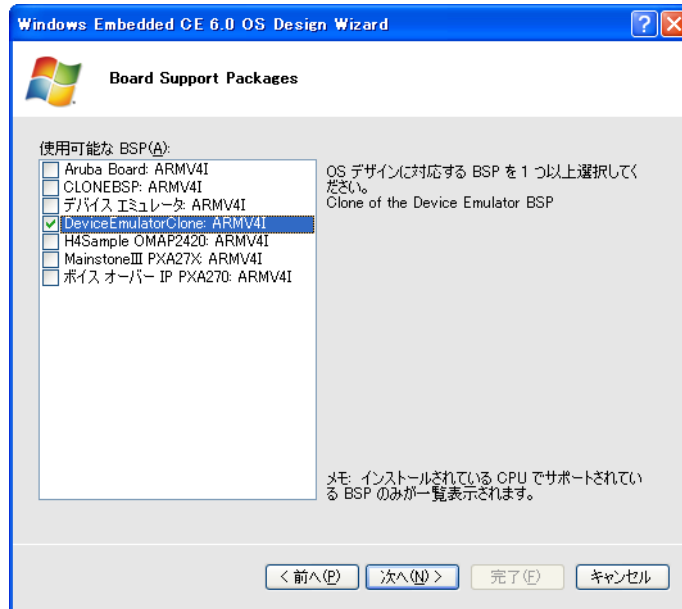 Windows Embedded CE 6.0 OS Design Wizard
Board Support Packages
使用可能な BSP(A):
Aruba Board: ARMV4I
CLONEBSP: ARMV4I
デバイス エミュレータ: ARMV4I
DeviceEmulatorClone: ARMV4I
H4Sample OMAP2420: ARMV4I
MainstoneIII PXA27X: ARMV4I
ボイス オーバー IP PXA270: ARMV4I
OS デザインに対応する BSP を 1 つ以上選択してく
ださい。
Clone of the Device Emulator BSP
メモ: インストールされている CPU でサポートされてい
る BSP のみが一覧表示されます。
< 前へ(P)
次へ(N) >
完了(F)
キャンセル